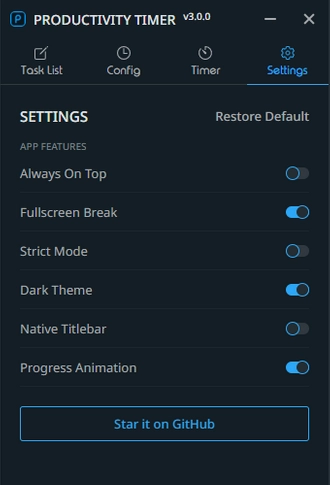 P PRODUCTIVITY TIMER v3.0.0
Task List Config Timer Settings
SETTINGS Restore Default
APP FEATURES
Always On Top
Fullscreen Break
Strict Mode
Dark Theme
Native Titlebar
Progress Animation
Star it on GitHub